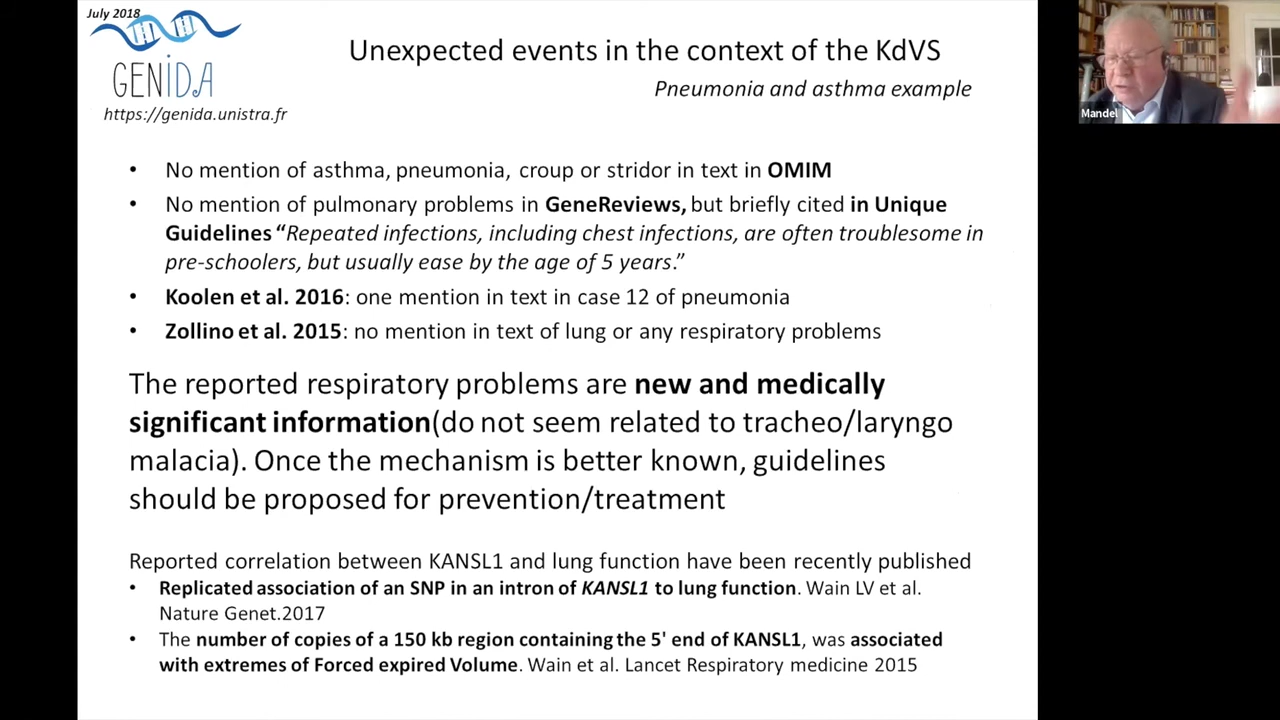 July 2018
GENIDA
https://genida.unistra.fr
Unexpected events in the context of the KdVS
Pneumonia and asthma example
Mandel
• No mention of asthma, pneumonia, croup or stridor in text in OMIM
• No mention of pulmonary problems in GeneReviews, but briefly cited in Unique
Guidelines “Repeated infections, including chest infections, are often troublesome in
pre-schoolers, but usually ease by the age of 5 years.”
• Koolen et al. 2016: one mention in text in case 12 of pneumonia
• Zollino et al. 2015: no mention in text of lung or any respiratory problems
The reported respiratory problems are new and medically
significant information(do not seem related to tracheo/laryngo
malacia). Once the mechanism is better known, guidelines
should be proposed for prevention/treatment
Reported correlation between KANSL1 and lung function have been recently published
• Replicated association of an SNP in an intron of KANSL1 to lung function. Wain LV et al.
Nature Genet.2017
• The number of copies of a 150 kb region containing the 5' end of KANSL1, was associated
with extremes of Forced expired Volume. Wain et al. Lancet Respiratory medicine 2015